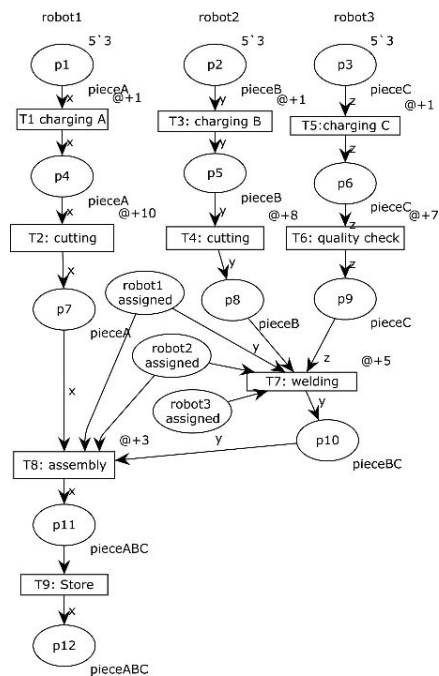 robot1
robot2
robot3
5`3
5`3
5`3
p1
p2
p3
x
pieceA
@+1
y
pieceB
@+1
z
pieceC
@+1
T1 charging A
T3: charging B
T5:charging C
x
y
z
p4
p5
p6
x
pieceA
@+10
y
pieceB
@+8
z
pieceC
@+7
T2: cutting
T4: cutting
T6: quality check
x
y
z
robot1
assigned
p7
p8
p9
pieceA
pieceB
pieceC
robot2
assigned
y
z
@+5
T7: welding
x
robot3
assigned
y
@+3
y
p10
T8: assembly
pieceBC
x
p11
pieceABC
T9: Store
x
p12
pieceABC